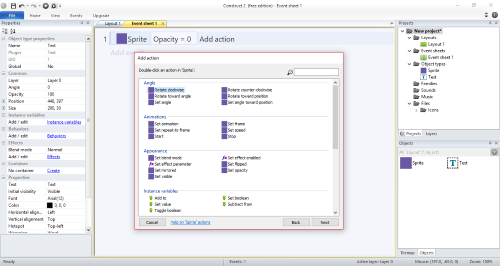 Construct 2 (free edition) - Event sheet 1
File Home View Events Upgrade
Properties
Layout 1 Event sheet 1
Projects
Object type properties
Name Text
Plugin Text
UID 1
Global No
Common
Layer Layer 0
Angle 0
Opacity 100
Position 440, 397
Size 200, 30
Instance variables
Add / edit Instance variables
Behaviors
Add / edit Behaviors
Effects
Blend mode Normal
Add / edit Effects
Container
No container Create
Properties
Text Text
Initial visibility Visible
Font Arial(12)
Color 0, 0, 0
Horizontal align... Left
Vertical alignment Top
Hotspot Top-left
1 Sprite Opacity = 0 Add action
Add action
Double-click an action in 'Sprite':
Angle
Rotate clockwise Rotate counter-clockwise
Rotate toward angle Rotate toward position
Set angle Set angle toward position
Animations
Set animation Set frame
Set repeat-to frame Set speed
Start Stop
Appearance
Set blend mode Set effect enabled
Set effect parameter Set flipped
Set mirrored Set opacity
Set visible
Instance variables
Add to Set boolean
Set value Subtract from
Toggle boolean
Cancel Help on 'Sprite' actions Back Next
New project*
Layouts
Layout 1
Event sheets
Event sheet 1
Object types
Sprite
Text
Families
Sounds
Music
Files
Icons
Projects Layers
Objects
Layout 1 objects
Sprite Text
Tilemap Objects
Ready Events: 1 Active layer: Layer 0 Mouse: (197.0, -69.0, 0) Zoom: 100%